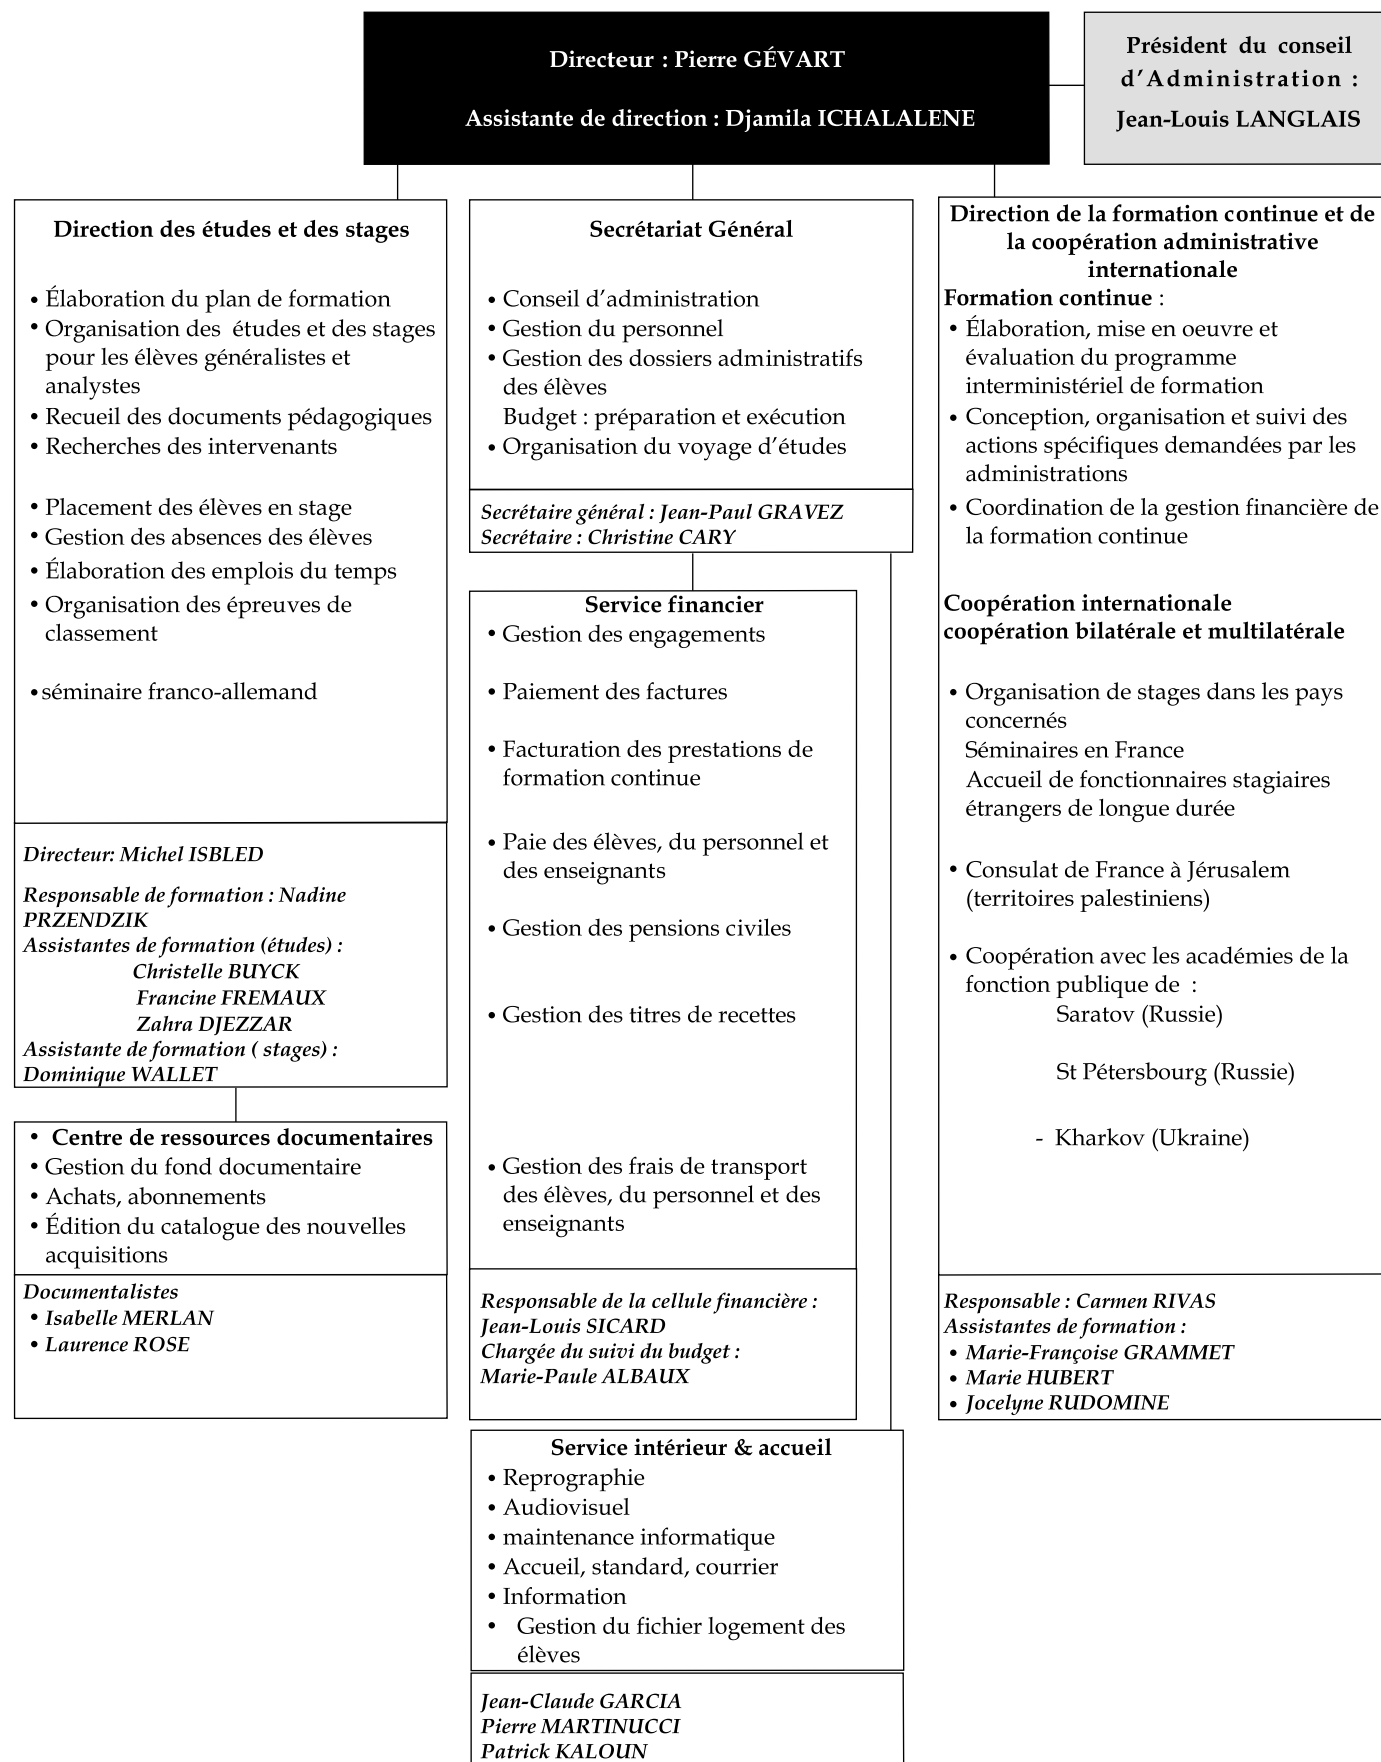 Directeur : Pierre GÉVART
Assistante de direction : Djamila ICHALALENE
Président du conseil
d’Administration :
Jean-Louis LANGLAIS
Direction des études et des stages
• Élaboration du plan de formation
• Organisation des études et des stages
pour les élèves généralistes et
analystes
• Recueil des documents pédagogiques
• Recherches des intervenants
• Placement des élèves en stage
• Gestion des absences des élèves
• Élaboration des emplois du temps
• Organisation des épreuves de
classement
• séminaire franco-allemand
Directeur: Michel ISBLED
Responsable de formation : Nadine
PRZENDZIK
Assistantes de formation (études) :
Christelle BUYCK
Francine FREMAUX
Zahra DJEZZAR
Assistante de formation ( stages) :
Dominique WALLET
• Centre de ressources documentaires
• Gestion du fond documentaire
• Achats, abonnements
• Édition du catalogue des nouvelles
acquisitions
Documentalistes
• Isabelle MERLAN
• Laurence ROSE
Secrétariat Général
• Conseil d’administration
• Gestion du personnel
• Gestion des dossiers administratifs
des élèves
Budget : préparation et exécution
• Organisation du voyage d’études
Secrétaire général : Jean-Paul GRAVEZ
Secrétaire : Christine CARY
Service financier
• Gestion des engagements
• Paiement des factures
• Facturation des prestations de
formation continue
• Paie des élèves, du personnel et
des enseignants
• Gestion des pensions civiles
• Gestion des titres de recettes
• Gestion des frais de transport
des élèves, du personnel et des
enseignants
Responsable de la cellule financière :
Jean-Louis SICARD
Chargée du suivi du budget :
Marie-Paule ALBAUX
Service intérieur & accueil
• Reprographie
• Audiovisuel
• maintenance informatique
• Accueil, standard, courrier
• Information
• Gestion du fichier logement des
élèves
Jean-Claude GARCIA
Pierre MARTINUCCI
Patrick KALOUN
Direction de la formation continue et de
la coopération administrative
internationale
Formation continue :
• Élaboration, mise en oeuvre et
évaluation du programme
interministériel de formation
• Conception, organisation et suivi des
actions spécifiques demandées par les
administrations
• Coordination de la gestion financière de
la formation continue
Coopération internationale
coopération bilatérale et multilatérale
• Organisation de stages dans les pays
concernés
Séminaires en France
Accueil de fonctionnaires stagiaires
étrangers de longue durée
• Consulat de France à Jérusalem
(territoires palestiniens)
• Coopération avec les académies de la
fonction publique de :
Saratov (Russie)
St Pétersbourg (Russie)
- Kharkov (Ukraine)
Responsable : Carmen RIVAS
Assistantes de formation :
• Marie-Françoise GRAMMET
• Marie HUBERT
• Jocelyne RUDOMINE